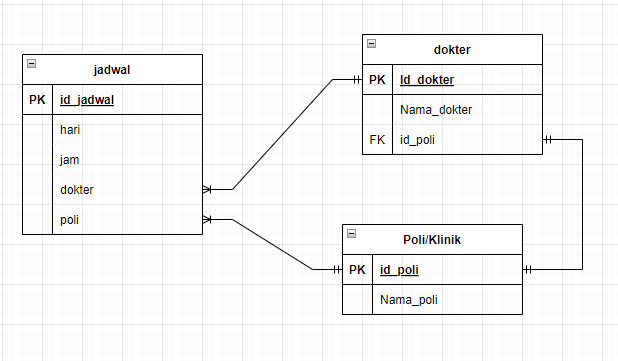 jadwal
PK id_jadwal
hari
jam
dokter
poli
dokter
PK Id_dokter
Nama_dokter
FK id_poli
Poli/Klinik
PK id_poli
Nama_poli